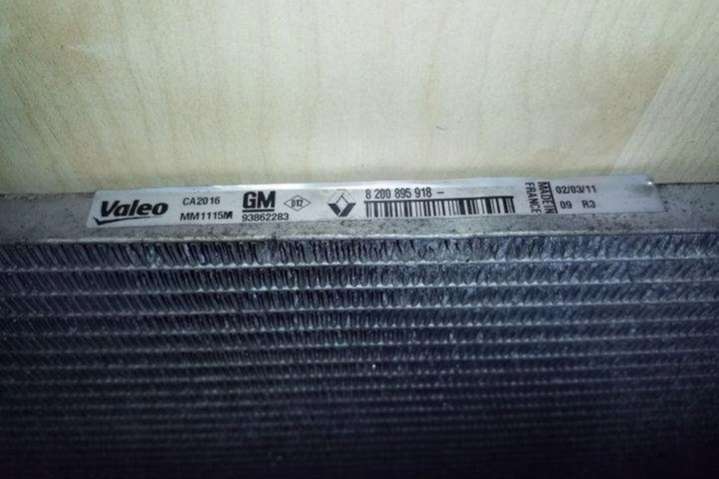 Valeo
CA2016
MM1115M
GM
93862283
8 200 895 918 -
MADE IN
FRANCE
02/03/11
09 R3